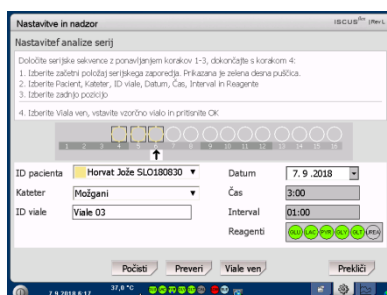 Nastavitve in nadzor
ISCUSflex |Rev L
Nastavitef analize serij
Določite serijske sekvence z ponavljanjem korakov 1-3, dokončajte s korakom 4:
1. Izberite začetni položaj serijskega zaporedja. Prikazana je zelena desna puščica.
2. Izberite Pacient, Kateter, ID viale, Datum, Čas, Interval in Reagente
3. Izberite zadnjo pozicijo
4. Izberite Viala ven, vstavite vzorčno vialo in pritisnite OK
1 2 3 4 5 6 7 8 9 10 11 12 13 14 15 16
ID pacienta Horvat Jože SLO180830 Datum 7. 9 .2018
Kateter Možgani Čas 3:00
ID viale Viale 03 Interval 01:00
Reagenti GLU LAC PYR GLY GLT UREA
Počisti Preveri Viale ven Prekliči
7.9.2018 6:17 37,0 °C